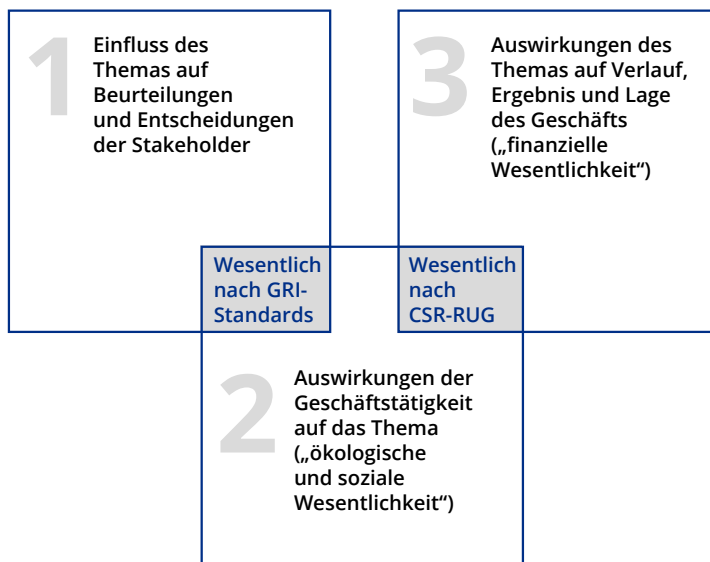 1
Einfluss des
Themas auf
Beurteilungen
und Entscheidungen
der Stakeholder
3
Auswirkungen des
Themas auf Verlauf,
Ergebnis und Lage
des Geschäfts
(„finanzielle
Wesentlichkeit“)
Wesentlich
nach GRI-
Standards
Wesentlich
nach
CSR-RUG
2
Auswirkungen der
Geschäftstätigkeit
auf das Thema
(„ökologische
und soziale
Wesentlichkeit“)